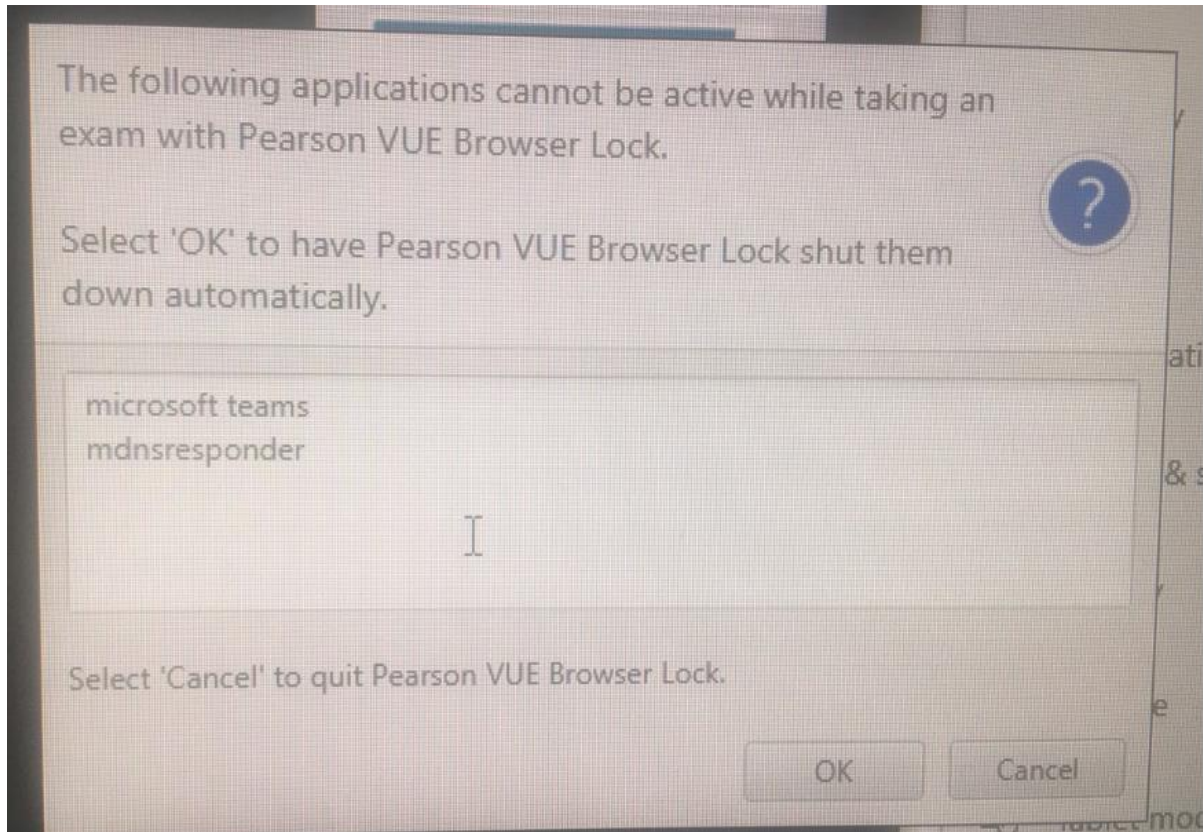 The following applications cannot be active while taking an
exam with Pearson VUE Browser Lock.
?
Select 'OK' to have Pearson VUE Browser Lock shut them
down automatically.
ati
microsoft teams
mdnsresponder
& s
Select 'Cancel' to quit Pearson VUE Browser Lock.
e
OK Cancel